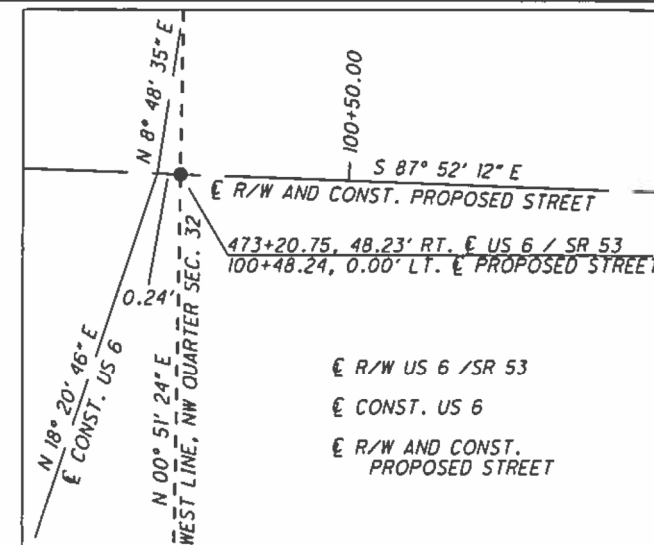 N 8° 48' 35" E
100+50.00
S 87° 52' 12" E
℄ R/W AND CONST. PROPOSED STREET
473+20.75, 48.23' RT. ℄ US 6 / SR 53
100+48.24, 0.00' LT. ℄ PROPOSED STREET
0.24'
N 18° 20' 46" E
℄ CONST. US 6
N 00° 51' 24" E
WEST LINE, NW QUARTER SEC. 32
℄ R/W US 6 /SR 53
℄ CONST. US 6
℄ R/W AND CONST.
PROPOSED STREET